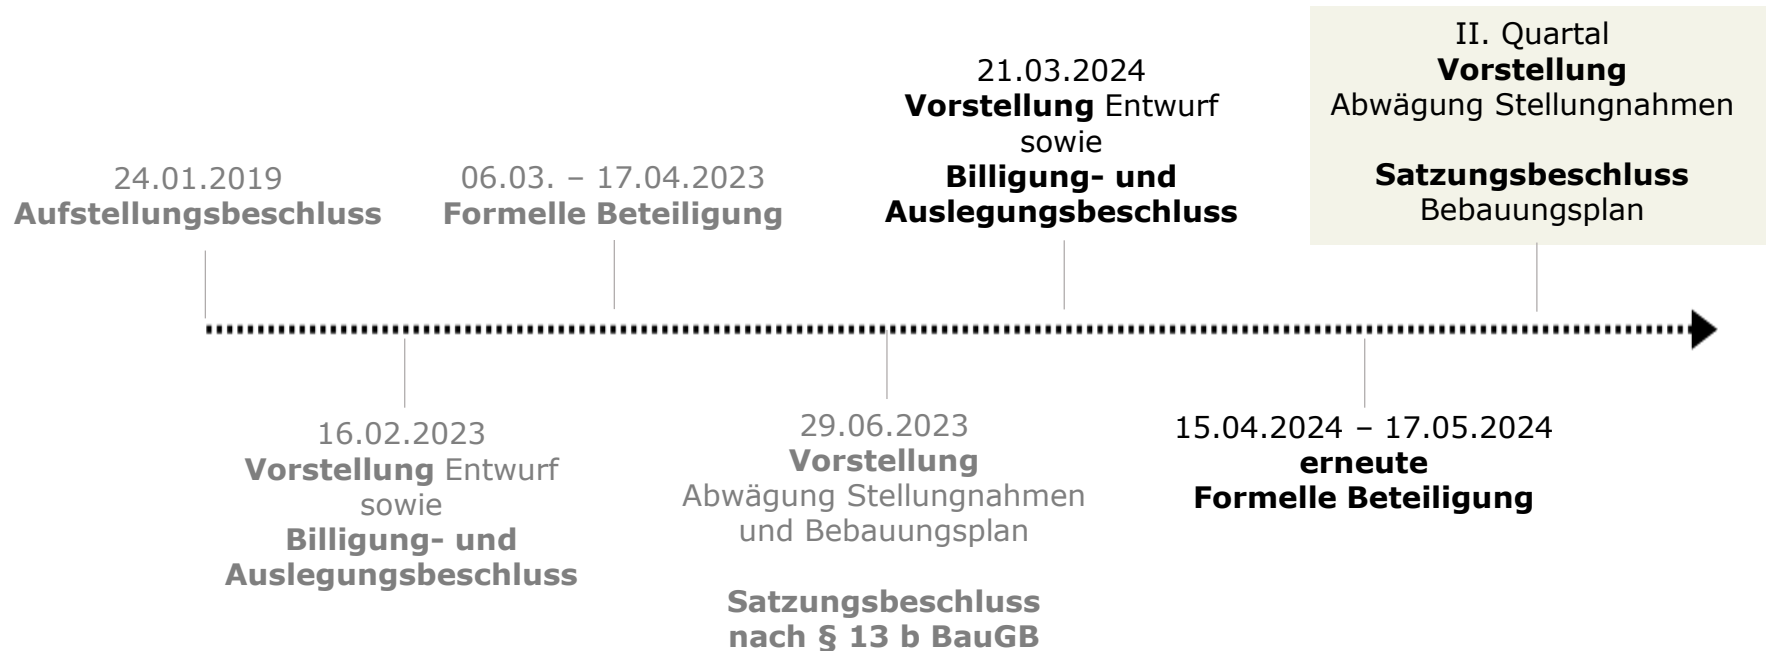 24.01.2019
Aufstellungsbeschluss
06.03. – 17.04.2023
Formelle Beteiligung
21.03.2024
Vorstellung Entwurf
sowie
Billigung- und
Auslegungsbeschluss
II. Quartal
Vorstellung
Abwägung Stellungnahmen
Satzungsbeschluss
Bebauungsplan
16.02.2023
Vorstellung Entwurf
sowie
Billigung- und
Auslegungsbeschluss
29.06.2023
Vorstellung
Abwägung Stellungnahmen
und Bebauungsplan
Satzungsbeschluss
nach § 13 b BauGB
15.04.2024 – 17.05.2024
erneute
Formelle Beteiligung